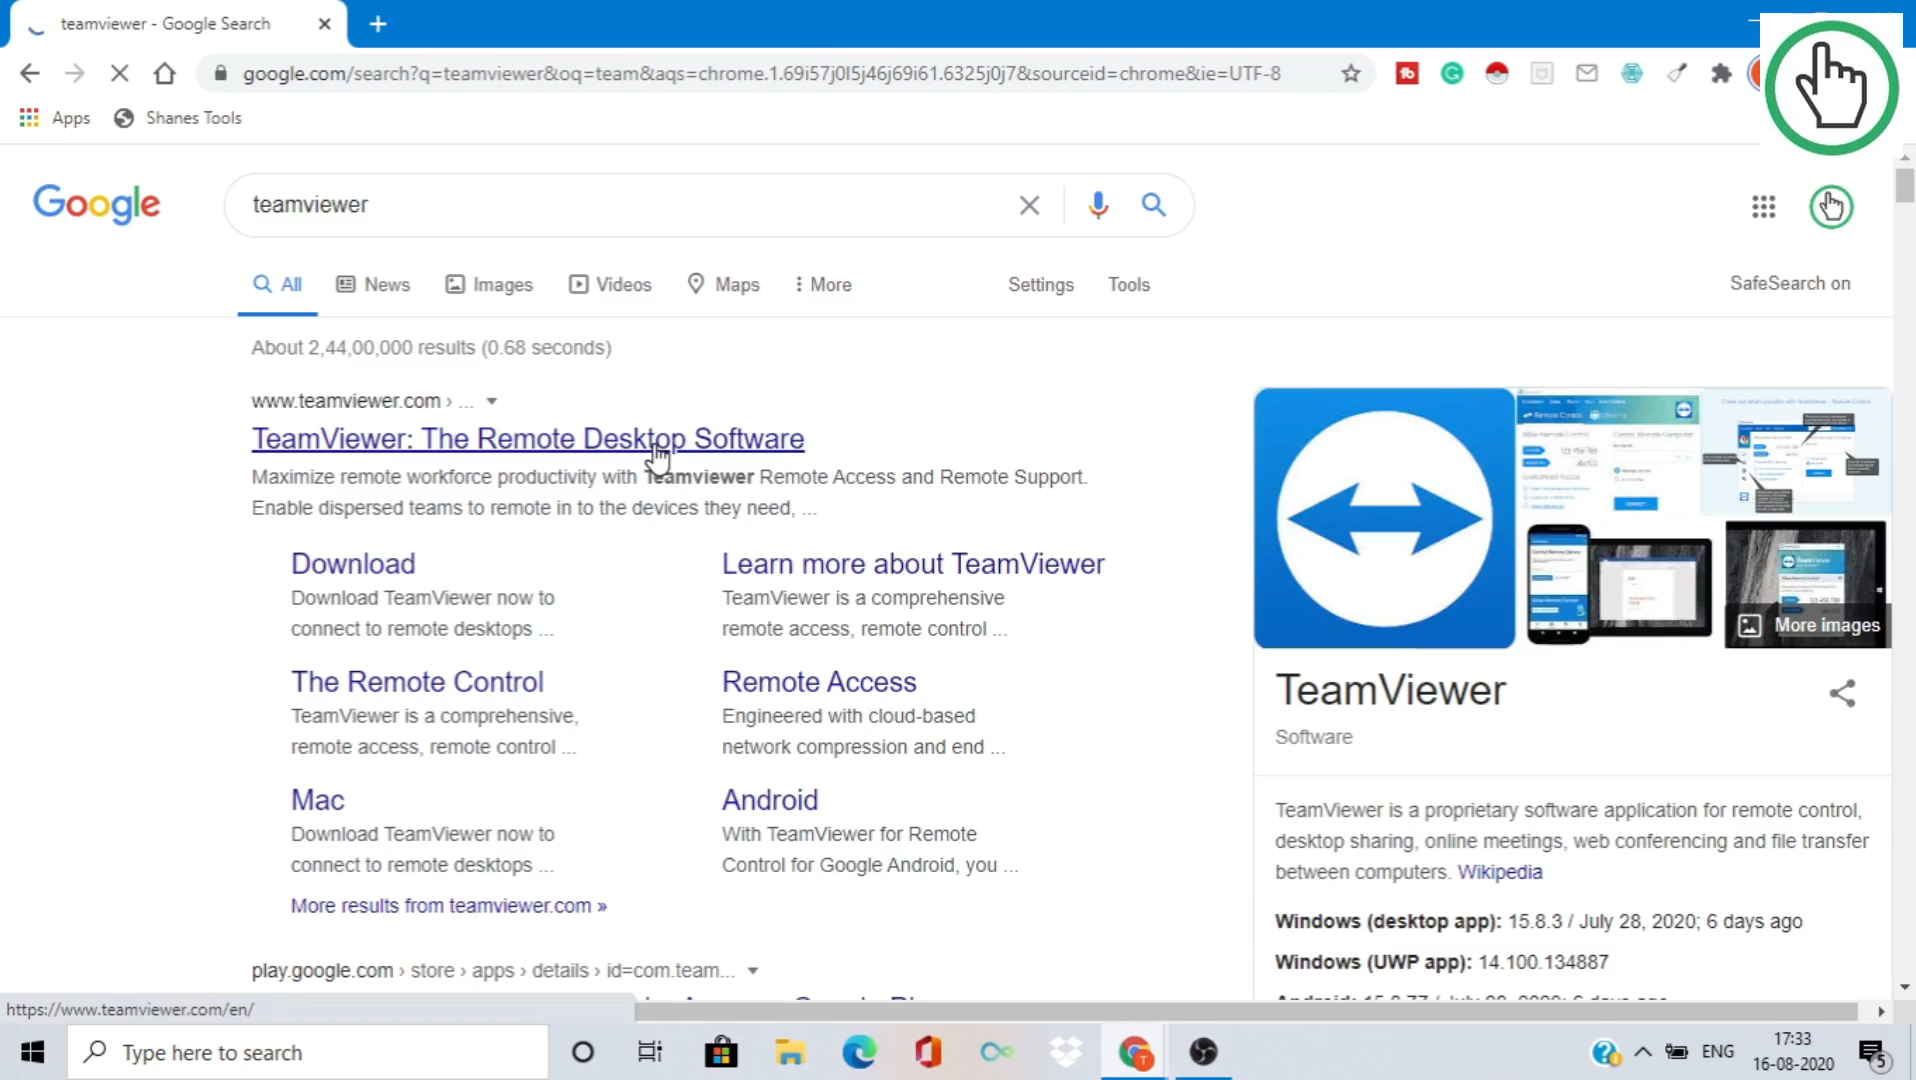 teamviewer - Google Search
google.com/search?q=teamviewer&oq=team&aqs=chrome.1.69i57j0l5j46j69i61.6325j0j7&sourceid=chrome&ie=UTF-8
Apps Shanes Tools
Google teamviewer
All News Images Videos Maps More Settings Tools SafeSearch on
About 2,44,00,000 results (0.68 seconds)
www.teamviewer.com › ...
TeamViewer: The Remote Desktop Software
Maximize remote workforce productivity with Teamviewer Remote Access and Remote Support.
Enable dispersed teams to remote in to the devices they need, ...
Download
Download TeamViewer now to
connect to remote desktops ...
Learn more about TeamViewer
TeamViewer is a comprehensive
remote access, remote control ...
The Remote Control
TeamViewer is a comprehensive,
remote access, remote control ...
Remote Access
Engineered with cloud-based
network compression and end ...
Mac
Download TeamViewer now to
connect to remote desktops ...
Android
With TeamViewer for Remote
Control for Google Android, you ...
More results from teamviewer.com »
play.google.com › store › apps › details › id=com.team...
More images
TeamViewer
Software
TeamViewer is a proprietary software application for remote control,
desktop sharing, online meetings, web conferencing and file transfer
between computers. Wikipedia
Windows (desktop app): 15.8.3 / July 28, 2020; 6 days ago
Windows (UWP app): 14.100.134887
https://www.teamviewer.com/en/
Type here to search
ENG
17:33
16-08-2020
5